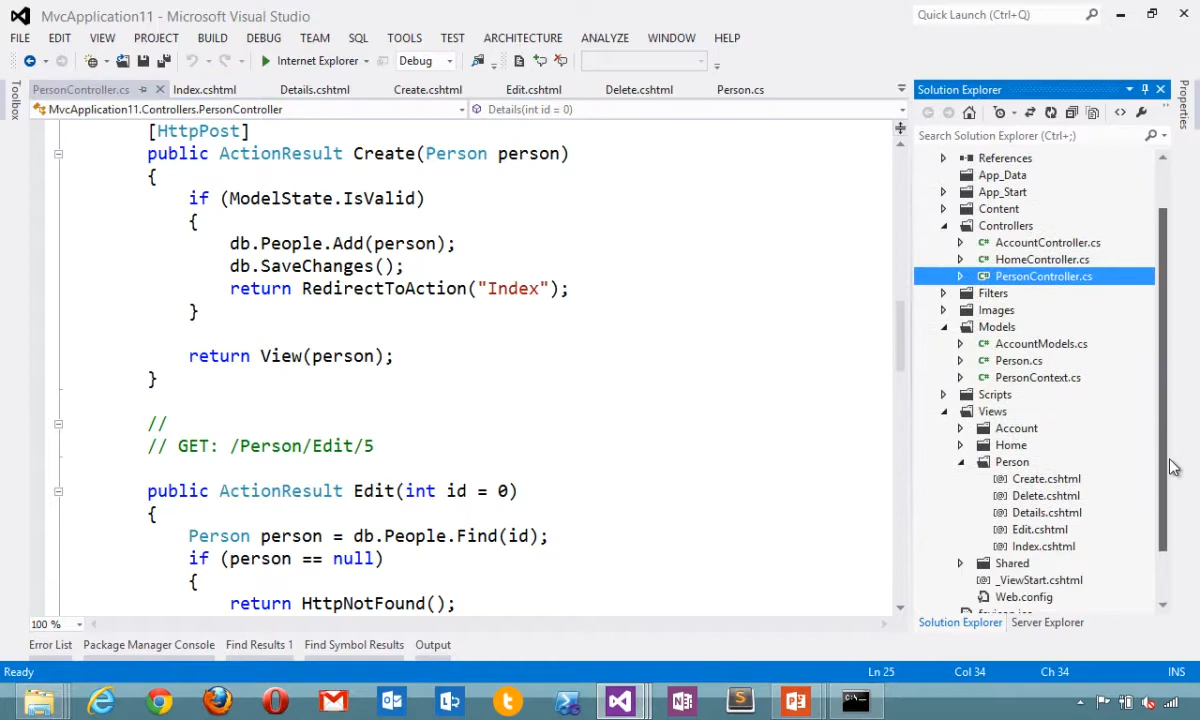 MvcApplication11 - Microsoft Visual Studio
Quick Launch (Ctrl+Q)
FILE EDIT VIEW PROJECT BUILD DEBUG TEAM SQL TOOLS TEST ARCHITECTURE ANALYZE WINDOW HELP
Internet Explorer Debug
Toolbox
PersonController.cs Index.cshtml Details.cshtml Create.cshtml Edit.cshtml Delete.cshtml Person.cs
MvcApplication11.Controllers.PersonController Details(int id = 0)
[HttpPost]
public ActionResult Create(Person person)
{
if (ModelState.IsValid)
{
db.People.Add(person);
db.SaveChanges();
return RedirectToAction("Index");
}
return View(person);
}
//
// GET: /Person/Edit/5
public ActionResult Edit(int id = 0)
{
Person person = db.People.Find(id);
if (person == null)
{
return HttpNotFound();
100 %
Solution Explorer
Properties
Search Solution Explorer (Ctrl+;)
References
App_Data
App_Start
Content
Controllers
C# AccountController.cs
C# HomeController.cs
C# PersonController.cs
Filters
Images
Models
C# AccountModels.cs
C# Person.cs
C# PersonContext.cs
Scripts
Views
Account
Home
Person
[@] Create.cshtml
[@] Delete.cshtml
[@] Details.cshtml
[@] Edit.cshtml
[@] Index.cshtml
Shared
[@] _ViewStart.cshtml
Web.config
Solution Explorer Server Explorer
Error List Package Manager Console Find Results 1 Find Symbol Results Output
Ready Ln 25 Col 34 Ch 34 INS